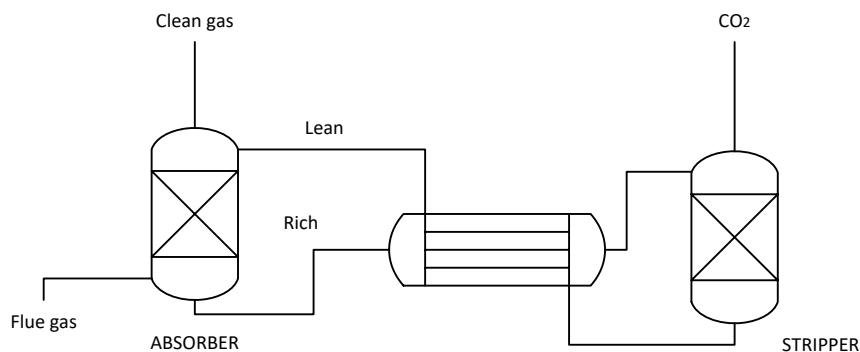 Clean gas
CO2
Lean
Rich
Flue gas
ABSORBER
STRIPPER